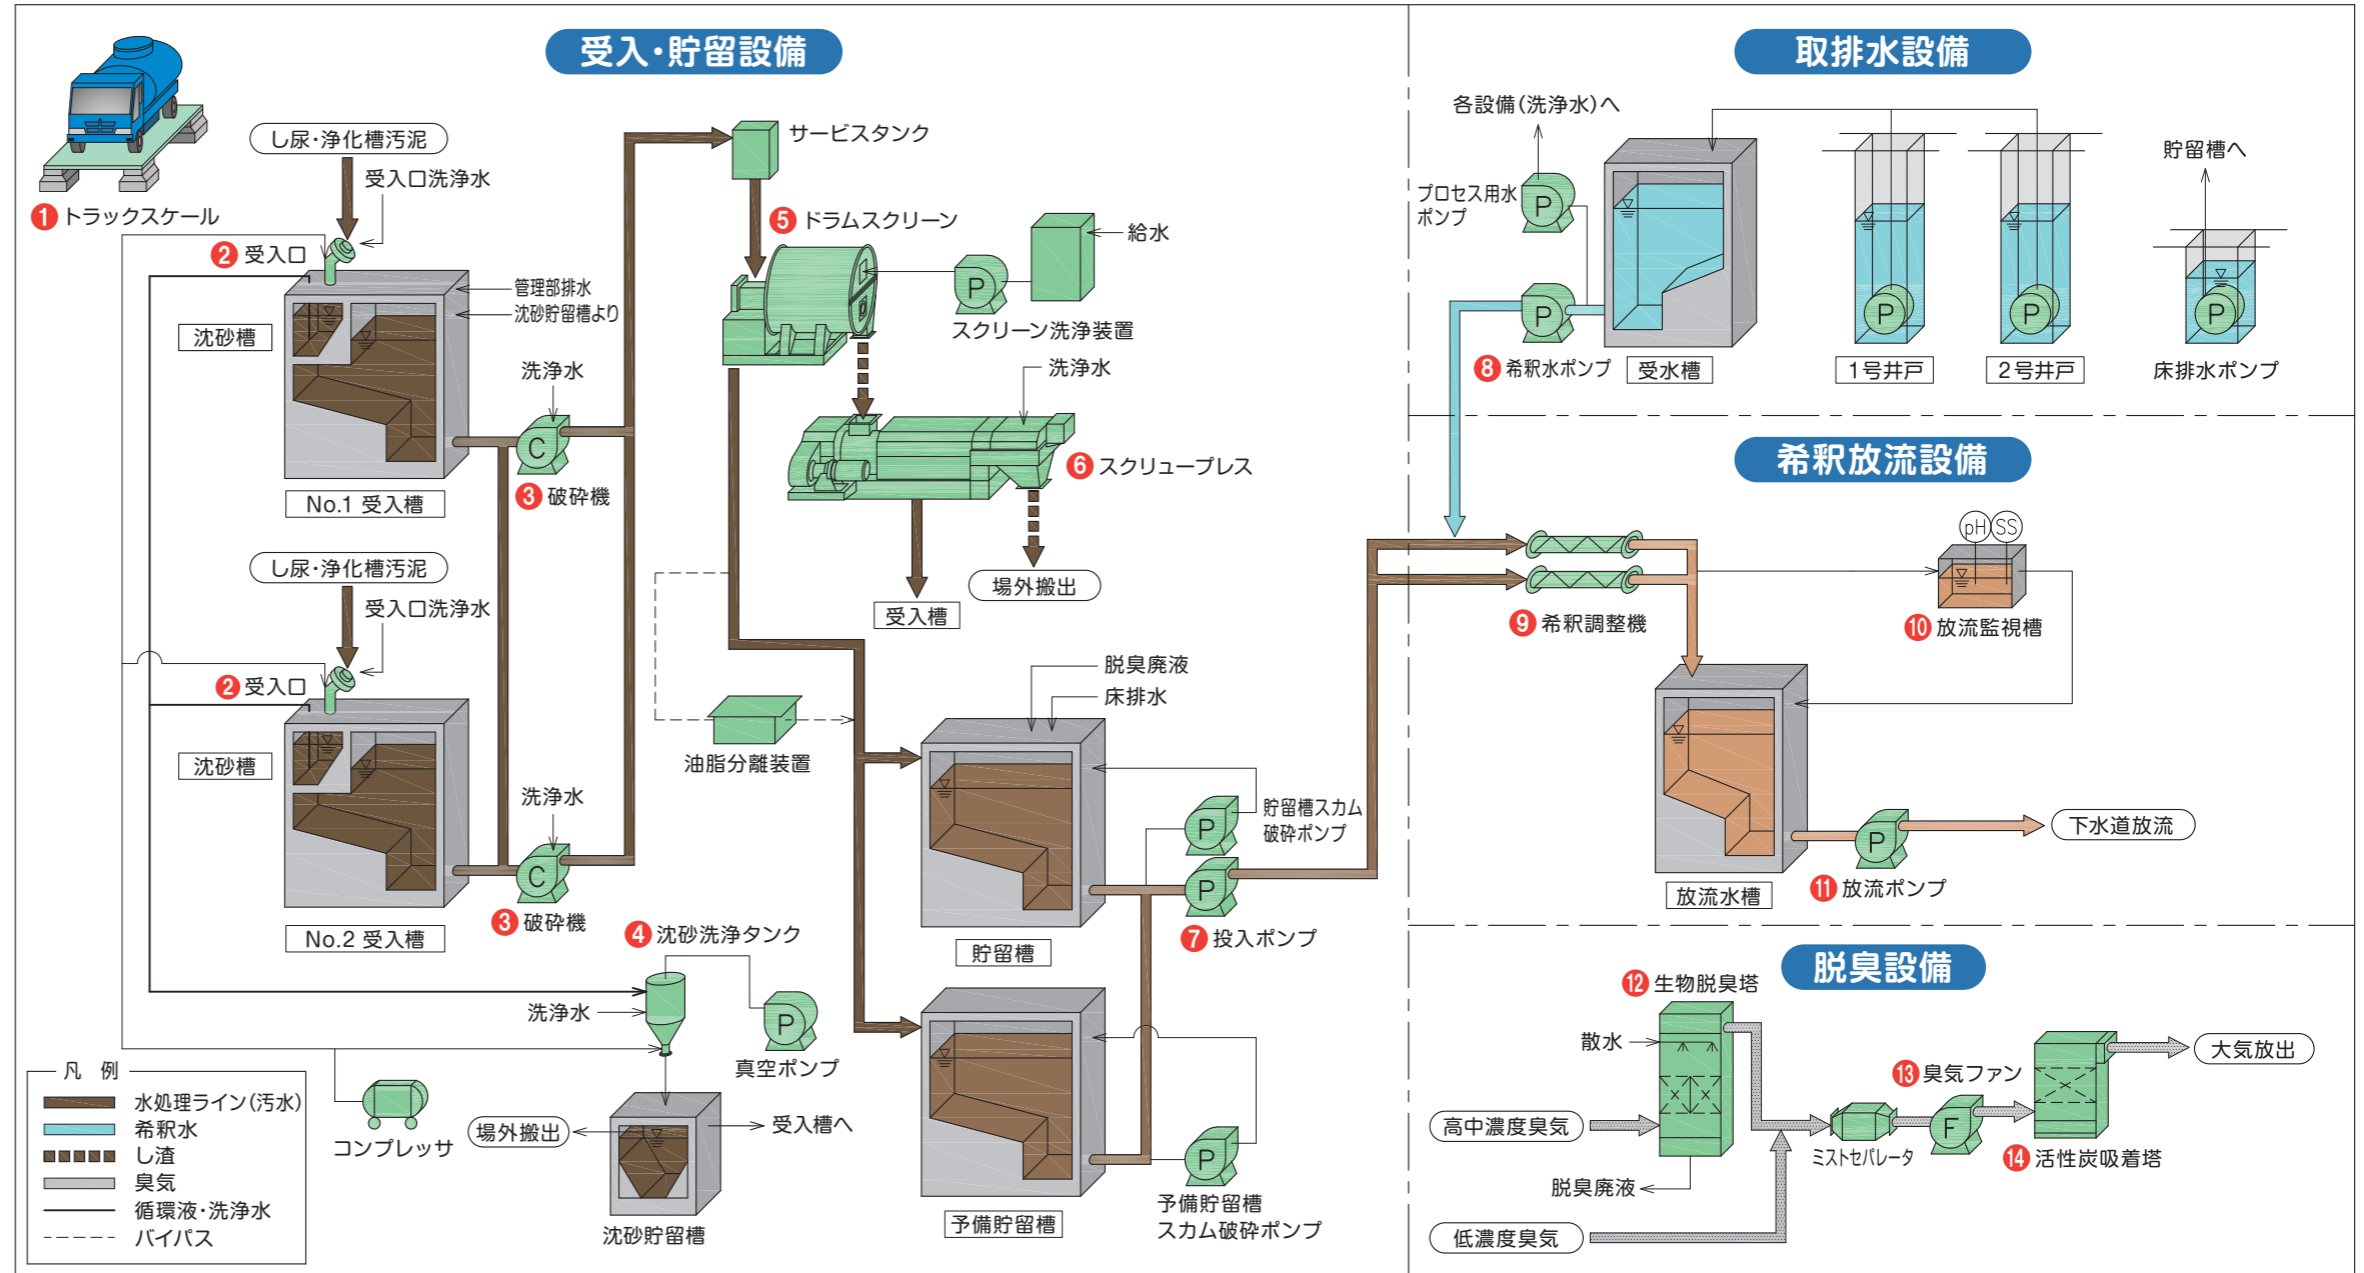 受入・貯留設備
① トラックスケール
し尿・浄化槽汚泥
受入口洗浄水
② 受入口
管理部排水
沈砂貯留槽より
沈砂槽
洗浄水
C
③ 破砕機
No.1 受入槽
し尿・浄化槽汚泥
受入口洗浄水
② 受入口
沈砂槽
洗浄水
C
③ 破砕機
No.2 受入槽
サービスタンク
⑤ ドラムスクリーン
給水
P
スクリーン洗浄装置
洗浄水
⑥ スクリュープレス
場外搬出
受入槽
油脂分離装置
④ 沈砂洗浄タンク
洗浄水
P
真空ポンプ
コンプレッサ
場外搬出
受入槽へ
沈砂貯留槽
脱臭廃液
床排水
P
貯留槽スカム
破砕ポンプ
P
⑦ 投入ポンプ
貯留槽
P
予備貯留槽
スカム破砕ポンプ
予備貯留槽
凡 例
水処理ライン(汚水)
希釈水
し渣
臭気
循環液・洗浄水
バイパス
取排水設備
各設備(洗浄水)へ
P
プロセス用水
ポンプ
P
⑧ 希釈水ポンプ
受水槽
P
1号井戸
P
2号井戸
貯留槽へ
P
床排水ポンプ
希釈放流設備
pH SS
⑨ 希釈調整機
⑩ 放流監視槽
P
下水道放流
⑪ 放流ポンプ
放流水槽
脱臭設備
⑫ 生物脱臭塔
散水
高中濃度臭気
脱臭廃液
低濃度臭気
ミストセパレータ
⑬ 臭気ファン
F
大気放出
⑭ 活性炭吸着塔